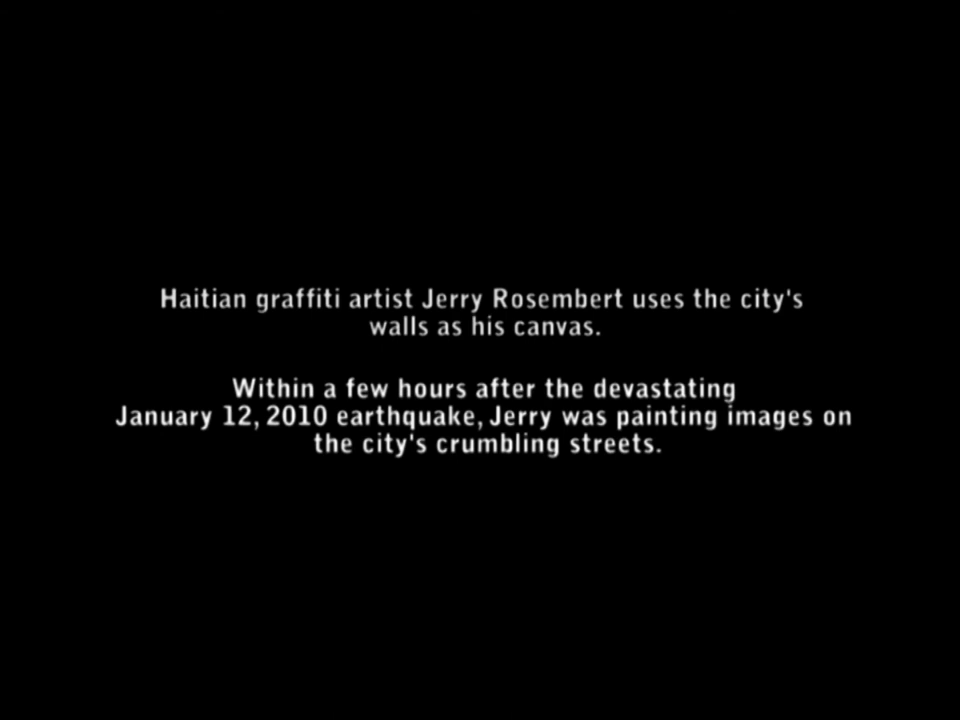 Haitian graffiti artist Jerry Rosembert uses the city's
walls as his canvas.
Within a few hours after the devastating
January 12, 2010 earthquake, Jerry was painting images on
the city's crumbling streets.